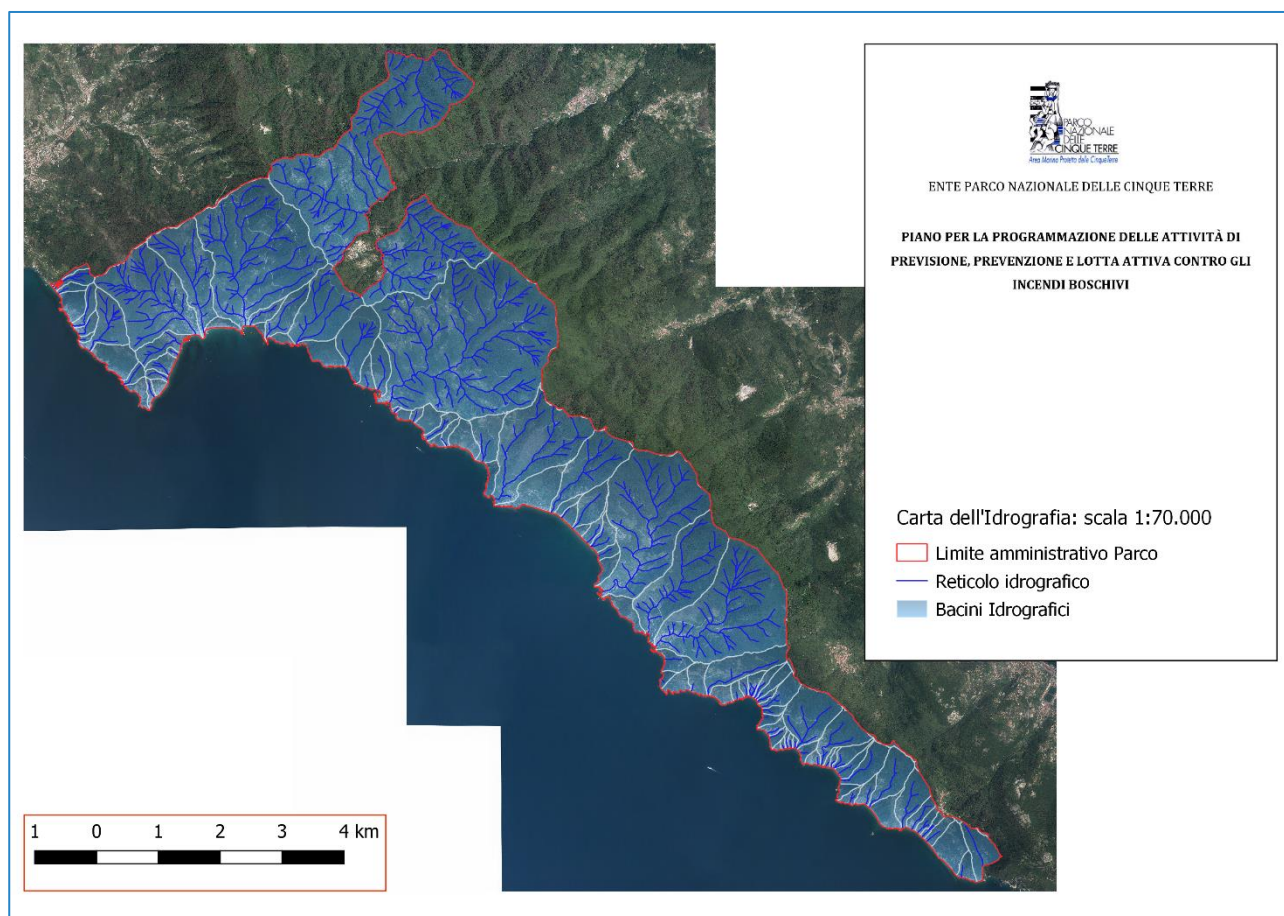 PARCO
NAZIONALE
DELLE
CINQUE TERRE
Area Marina Protetta delle Cinque Terre
ENTE PARCO NAZIONALE DELLE CINQUE TERRE
PIANO PER LA PROGRAMMAZIONE DELLE ATTIVITÀ DI
PREVISIONE, PREVENZIONE E LOTTA ATTIVA CONTRO GLI
INCENDI BOSCHIVI
Carta dell'Idrografia: scala 1:70.000
Limite amministrativo Parco
Reticolo idrografico
Bacini Idrografici
1 0 1 2 3 4 km